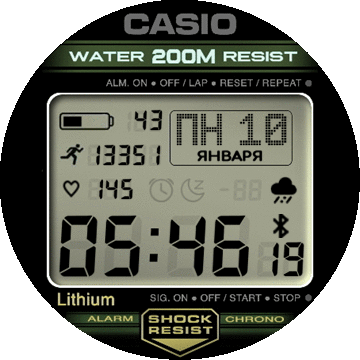 CASIO
WATER 200M RESIST
ALM. ON • OFF / LAP • RESET / REPEAT
43 ПН 10
13351 ЯНВАРЯ
145 -88
05:46 19
Lithium SIG. ON • OFF / START • STOP
ALARM SHOCK RESIST CHRONO